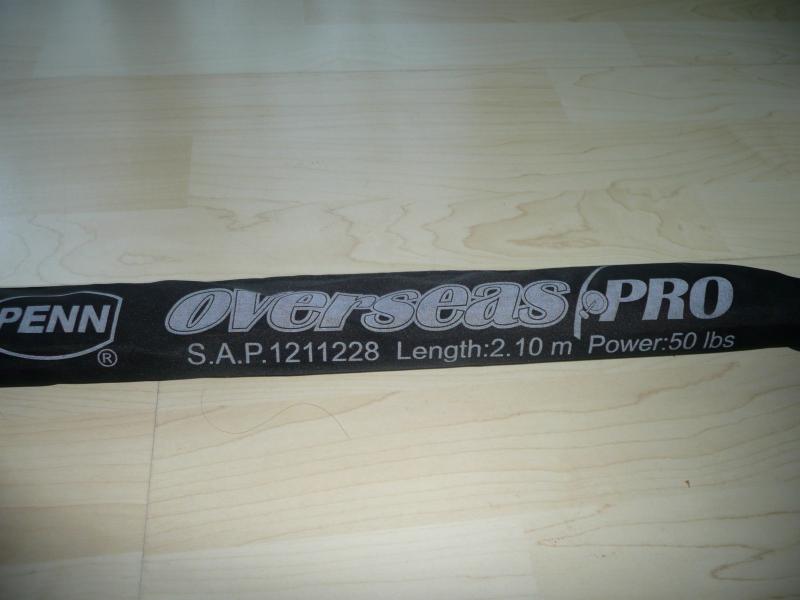 PENN®
overseas PRO
S.A.P.1211228 Length:2.10 m Power:50 lbs